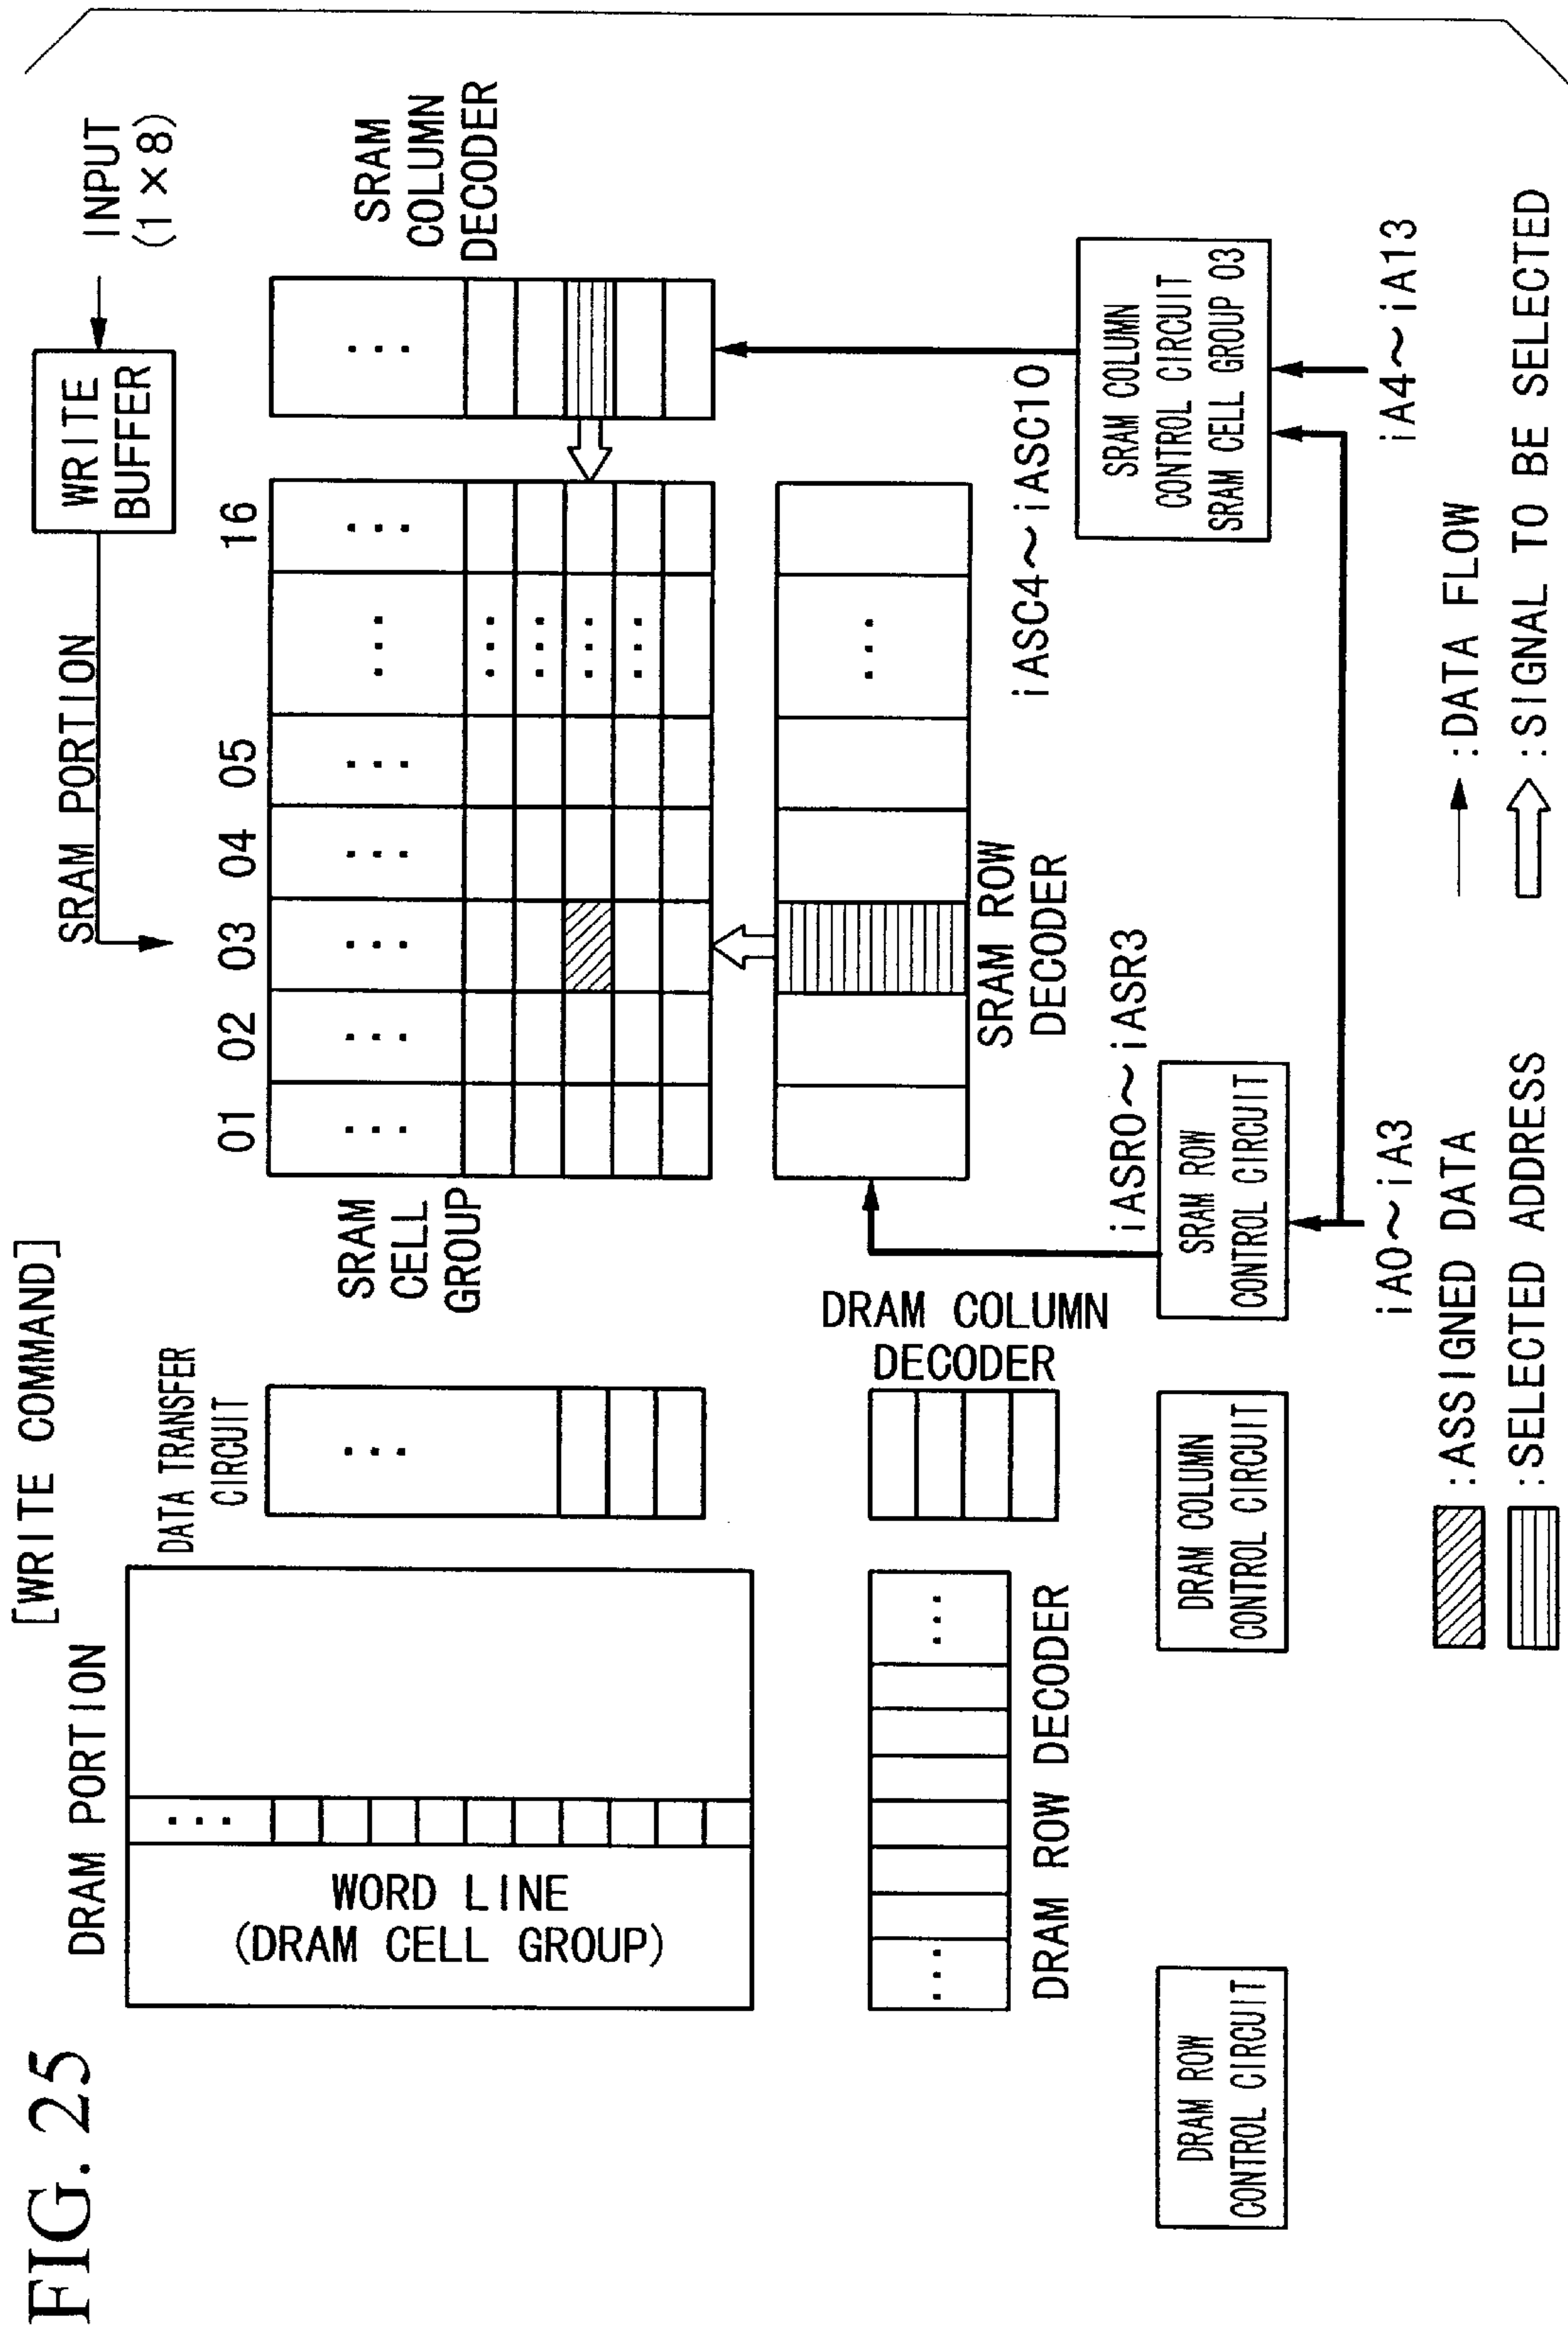 FIG. 25
[WRITE COMMAND]
DRAM PORTION
WORD LINE
(DRAM CELL GROUP)
DATA TRANSFER
CIRCUIT
SRAM
CELL
GROUP
SRAM PORTION
WRITE
BUFFER
INPUT
(1×8)
01 02 03 04 05 16
SRAM
COLUMN
DECODER
DRAM ROW DECODER
DRAM COLUMN
DECODER
SRAM ROW
DECODER
iASR0~iASR3
iASC4~iASC10
DRAM ROW
CONTROL CIRCUIT
DRAM COLUMN
CONTROL CIRCUIT
SRAM ROW
CONTROL CIRCUIT
SRAM COLUMN
CONTROL CIRCUIT
SRAM CELL GROUP 03
iA0~iA3
iA4~iA13
:ASSIGNED DATA
:SELECTED ADDRESS
:DATA FLOW
:SIGNAL TO BE SELECTED